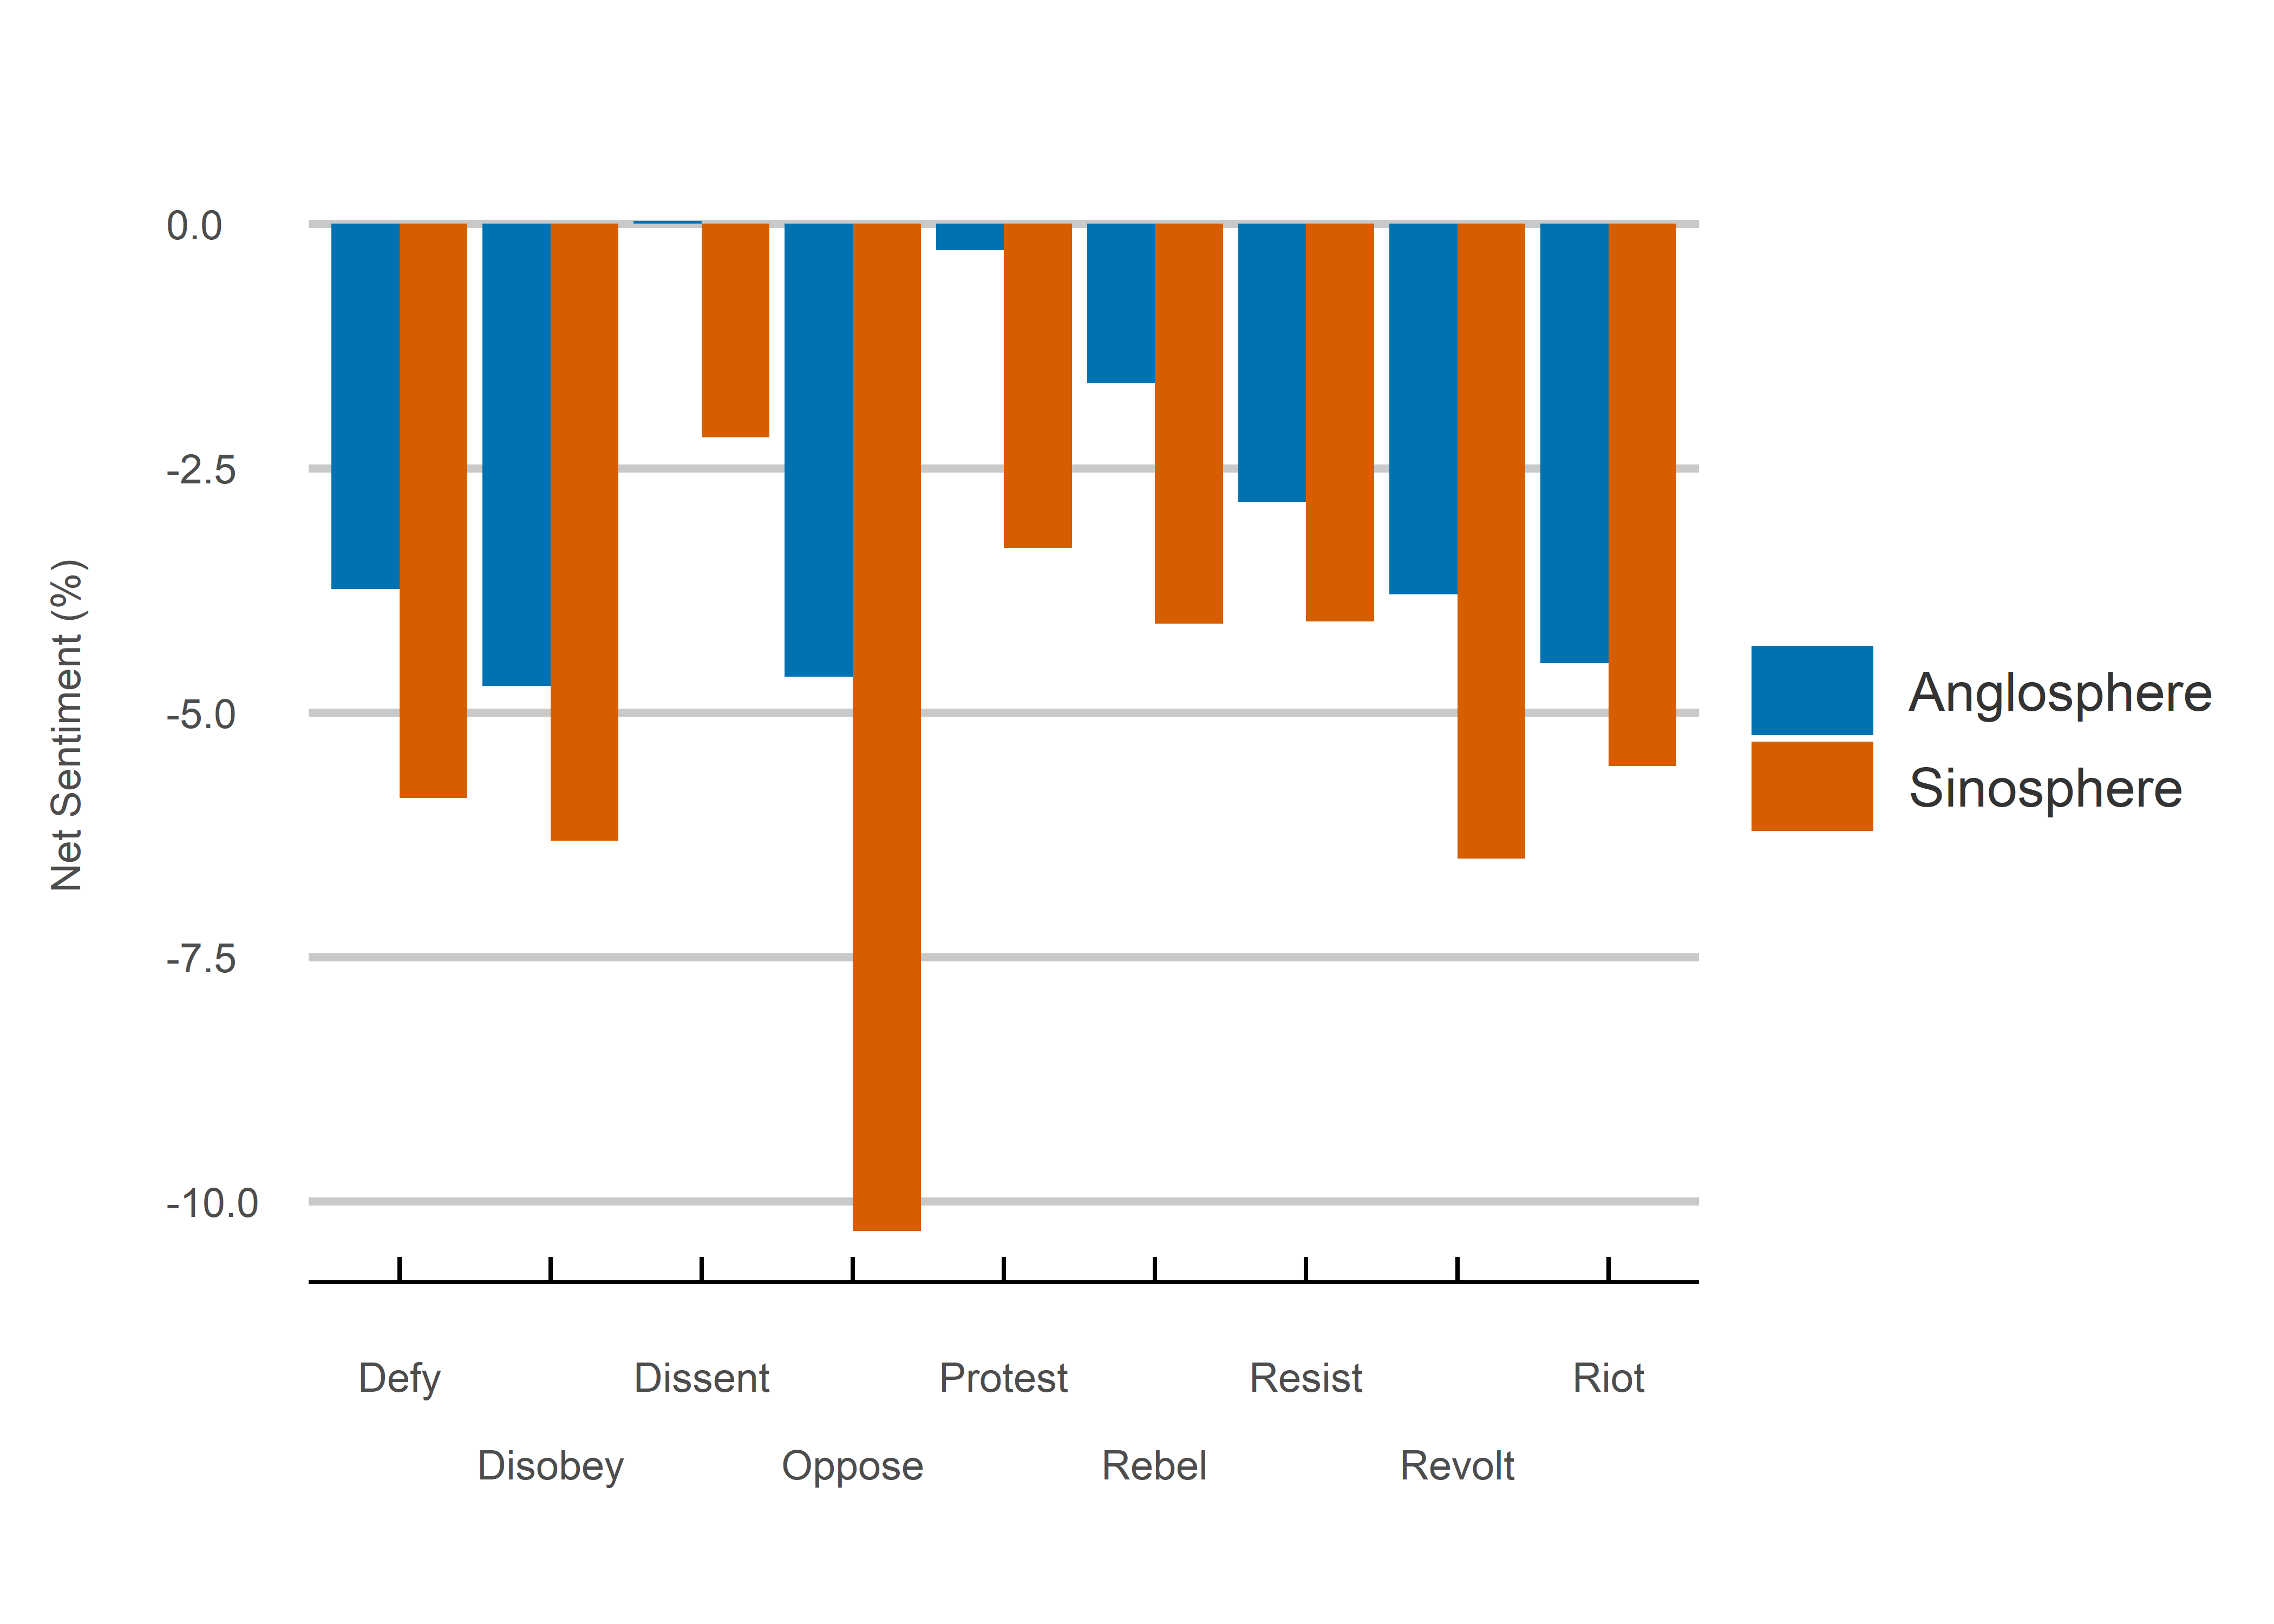 0.0
-2.5
-5.0
-7.5
-10.0
Net Sentiment (%)
Anglosphere
Sinosphere
Defy
Dissent
Protest
Resist
Riot
Disobey
Oppose
Rebel
Revolt